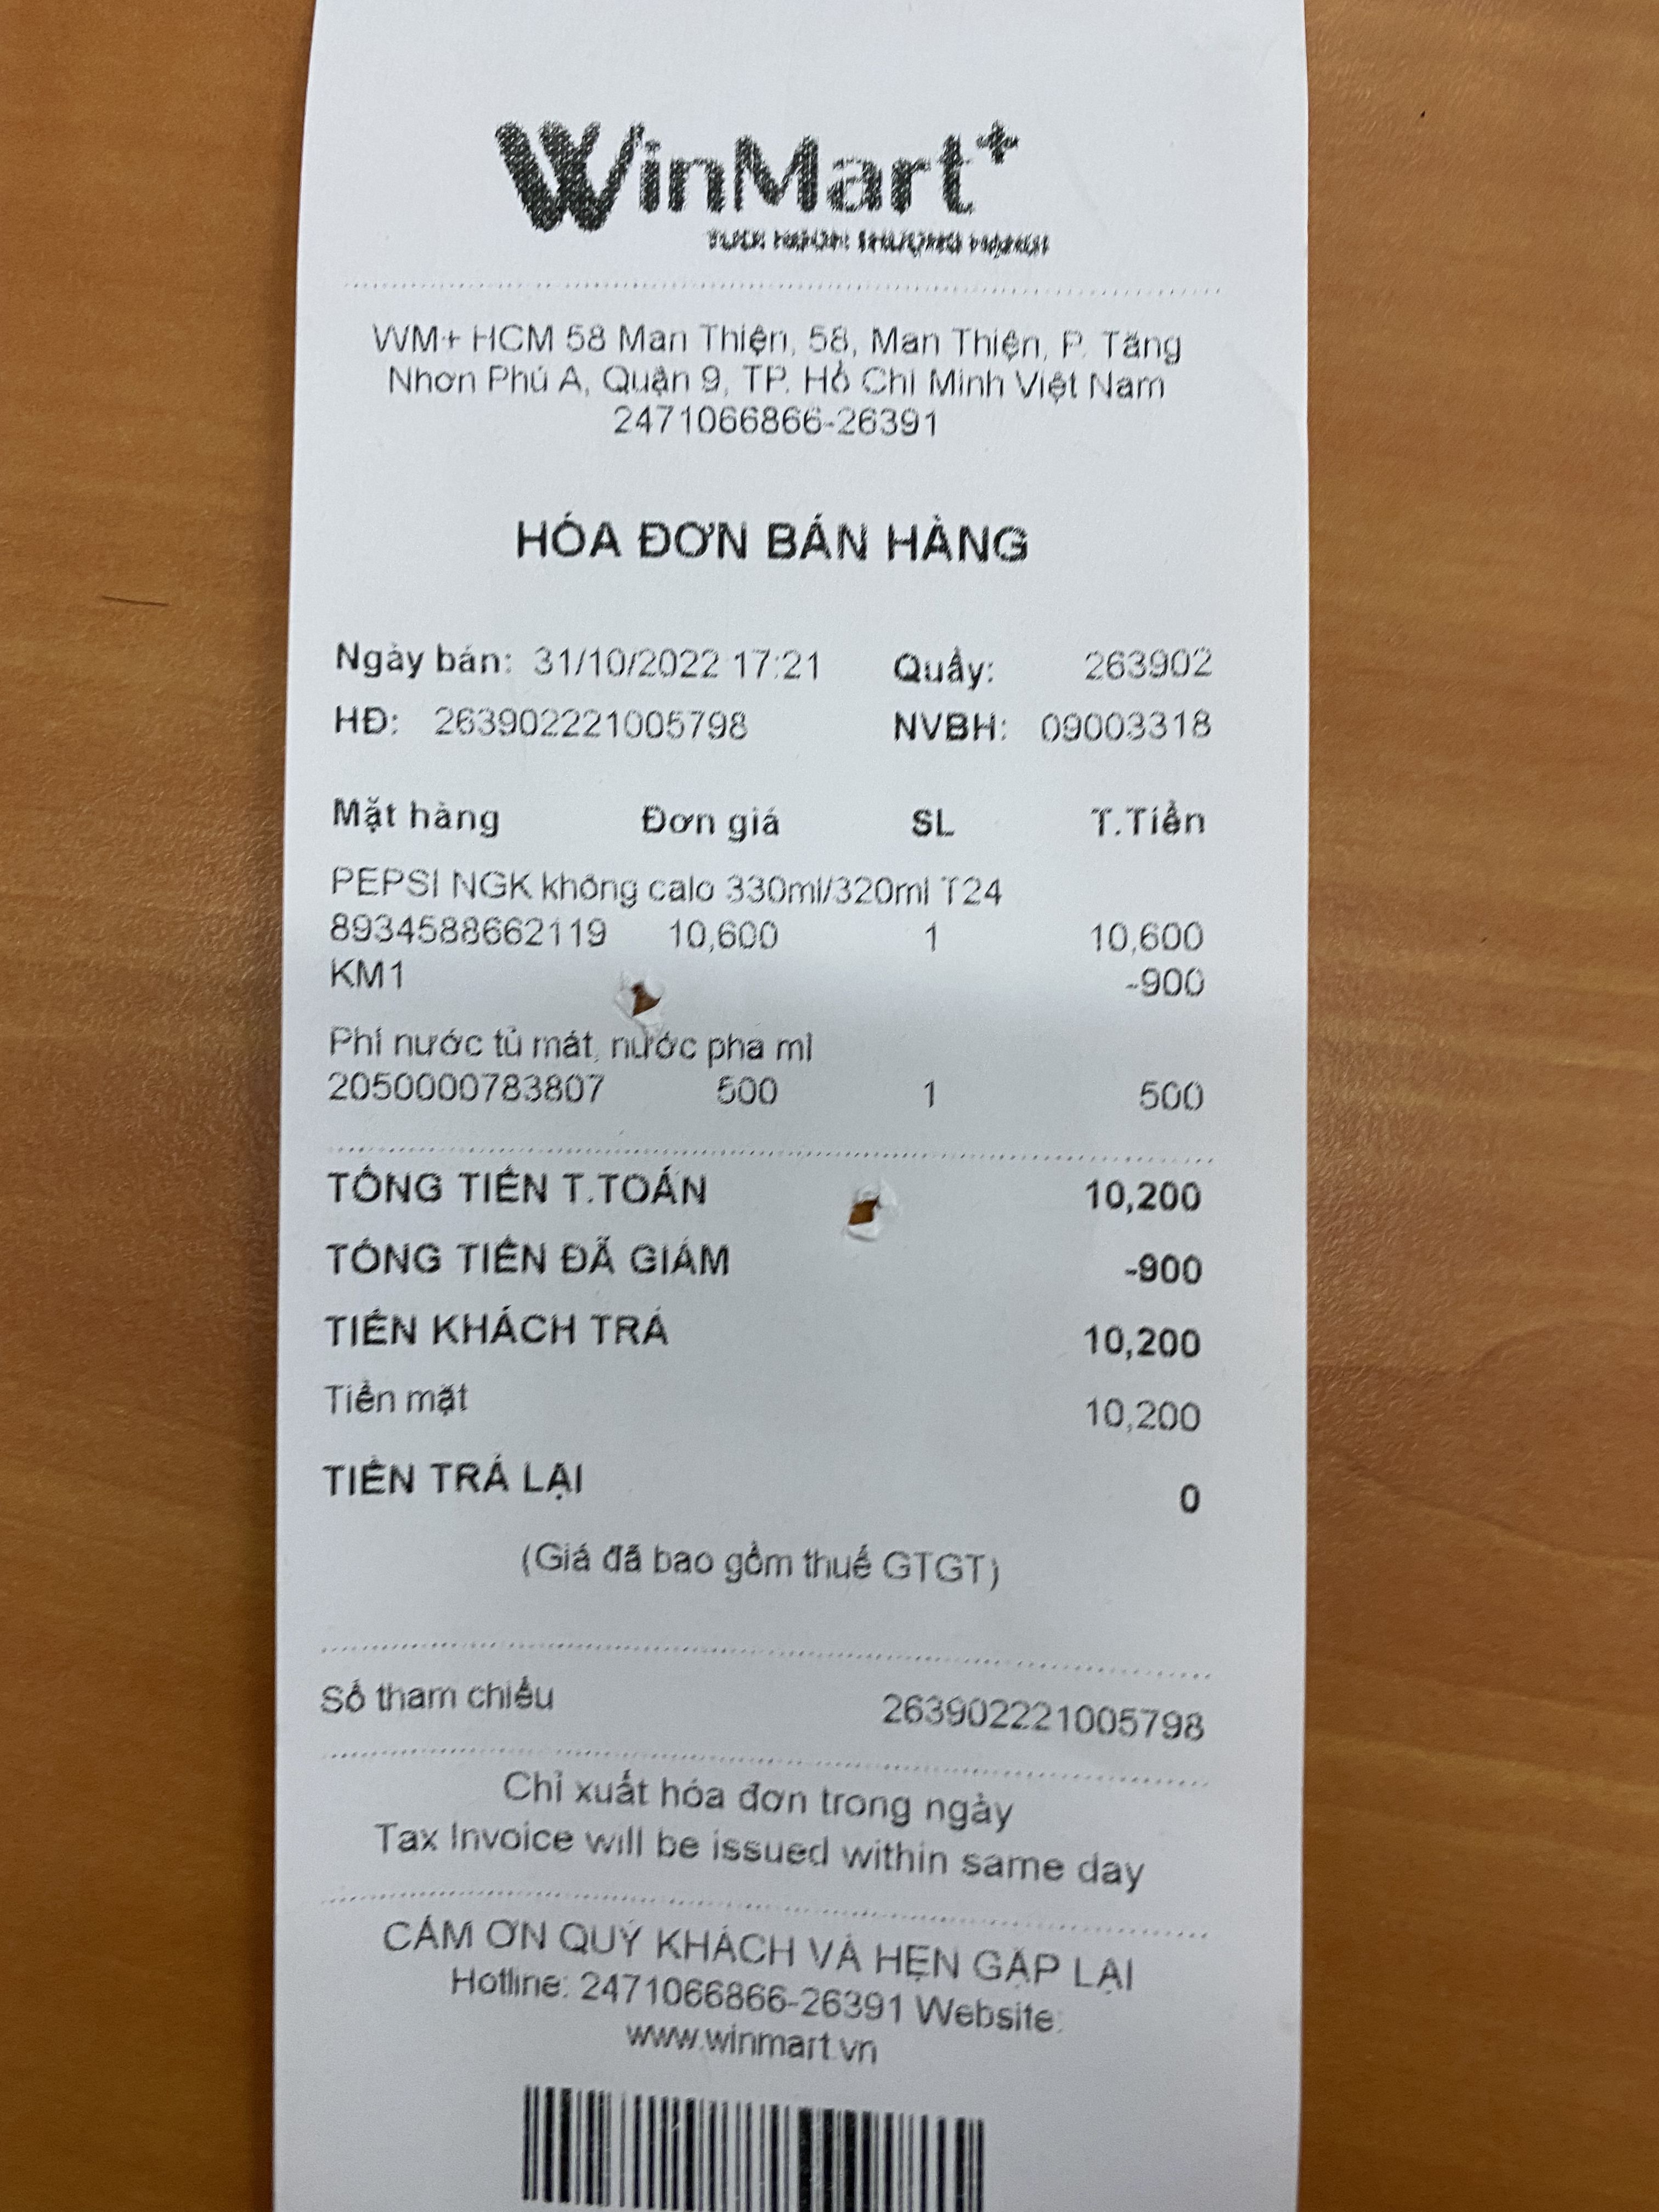 WinMart+
WM+ HCM 58 Man Thiện, 58, Man Thiện, P. Tăng
Nhơn Phú A, Quận 9, TP. Hồ Chí Minh Việt Nam
2471066866-26391
HÓA ĐƠN BÁN HÀNG
Ngày bán: 31/10/2022 17:21 Quầy: 263902
HĐ: 263902221005798 NVBH: 09003318
Mặt hàng Đơn giá SL T.Tiền
PEPSI NGK không calo 330ml/320ml T24
8934588662119 10,600 1 10,600
KM1 -900
Phí nước tủ mát, nước pha mì
2050000783807 500 1 500
TỔNG TIỀN T.TOÁN 10,200
TỔNG TIỀN ĐÃ GIẢM -900
TIỀN KHÁCH TRẢ 10,200
Tiền mặt 10,200
TIỀN TRẢ LẠI 0
(Giá đã bao gồm thuế GTGT)
Số tham chiếu 263902221005798
Chỉ xuất hóa đơn trong ngày
Tax Invoice will be issued within same day
CẢM ƠN QUÝ KHÁCH VÀ HẸN GẶP LẠI
Hotline: 2471066866-26391 Website:
www.winmart.vn